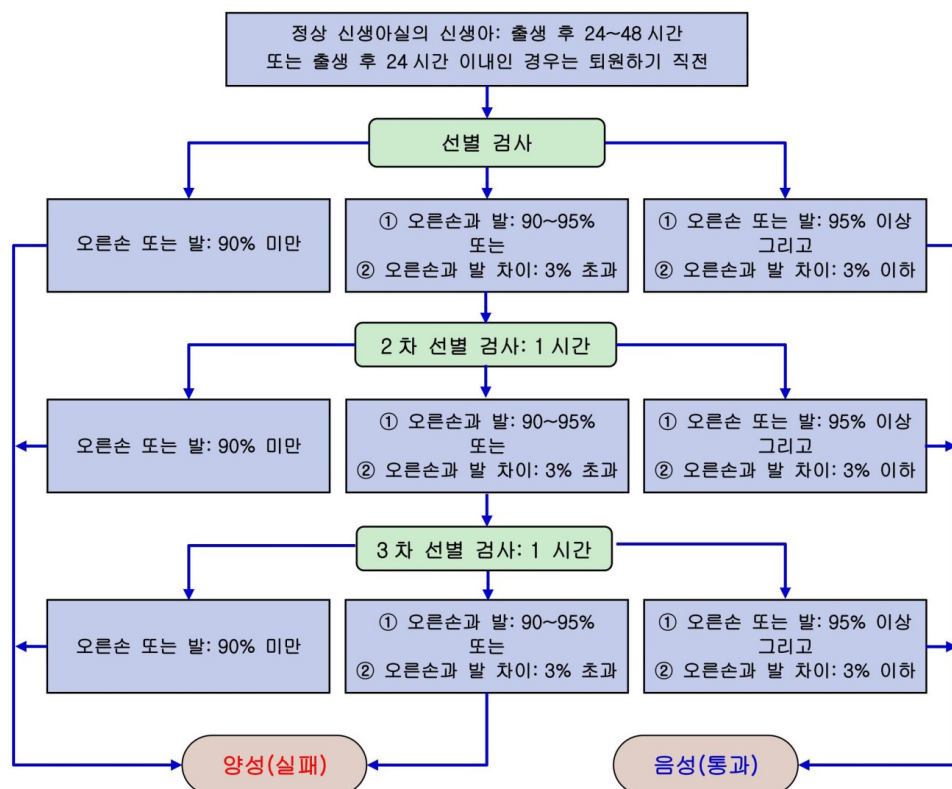 정상 신생아실의 신생아: 출생 후 24~48 시간
또는 출생 후 24 시간 이내인 경우는 퇴원하기 직전
선별 검사
오른손 또는 발: 90% 미만
① 오른손과 발: 90~95%
또는
② 오른손과 발 차이: 3% 초과
① 오른손 또는 발: 95% 이상
그리고
② 오른손과 발 차이: 3% 이하
2 차 선별 검사: 1 시간
오른손 또는 발: 90% 미만
① 오른손과 발: 90~95%
또는
② 오른손과 발 차이: 3% 초과
① 오른손 또는 발: 95% 이상
그리고
② 오른손과 발 차이: 3% 이하
3 차 선별 검사: 1 시간
오른손 또는 발: 90% 미만
① 오른손과 발: 90~95%
또는
② 오른손과 발 차이: 3% 초과
① 오른손 또는 발: 95% 이상
그리고
② 오른손과 발 차이: 3% 이하
양성(실패)
음성(통과)